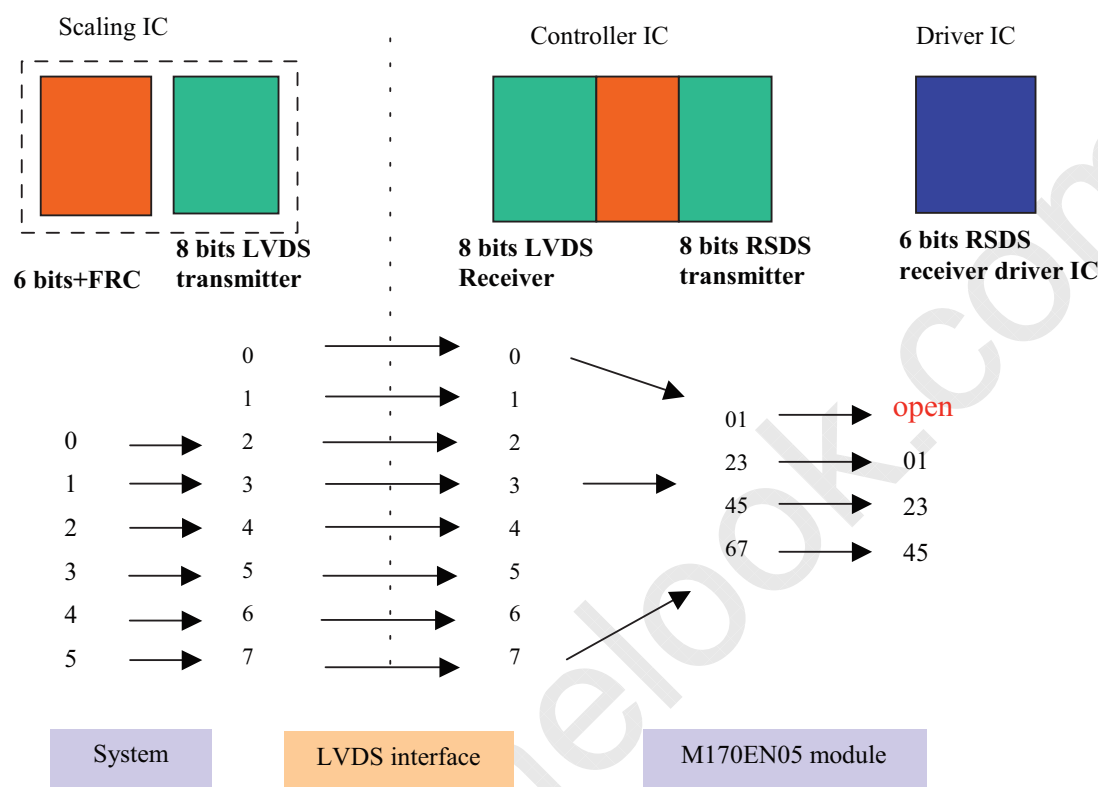 Scaling IC
Controller IC
Driver IC
6 bits+FRC
8 bits LVDS
transmitter
8 bits LVDS
Receiver
8 bits RSDS
transmitter
6 bits RSDS
receiver driver IC
0
1
2
3
4
5
0
1
2
3
4
5
6
7
0
1
2
3
4
5
6
7
01
23
45
67
open
01
23
45
System
LVDS interface
M170EN05 module
nelook.com